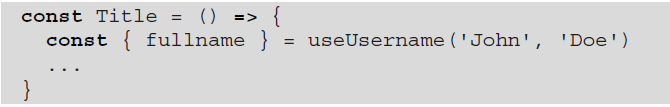 const Title = () => {
  const { fullname } = useUsername('John', 'Doe')
  ...
}